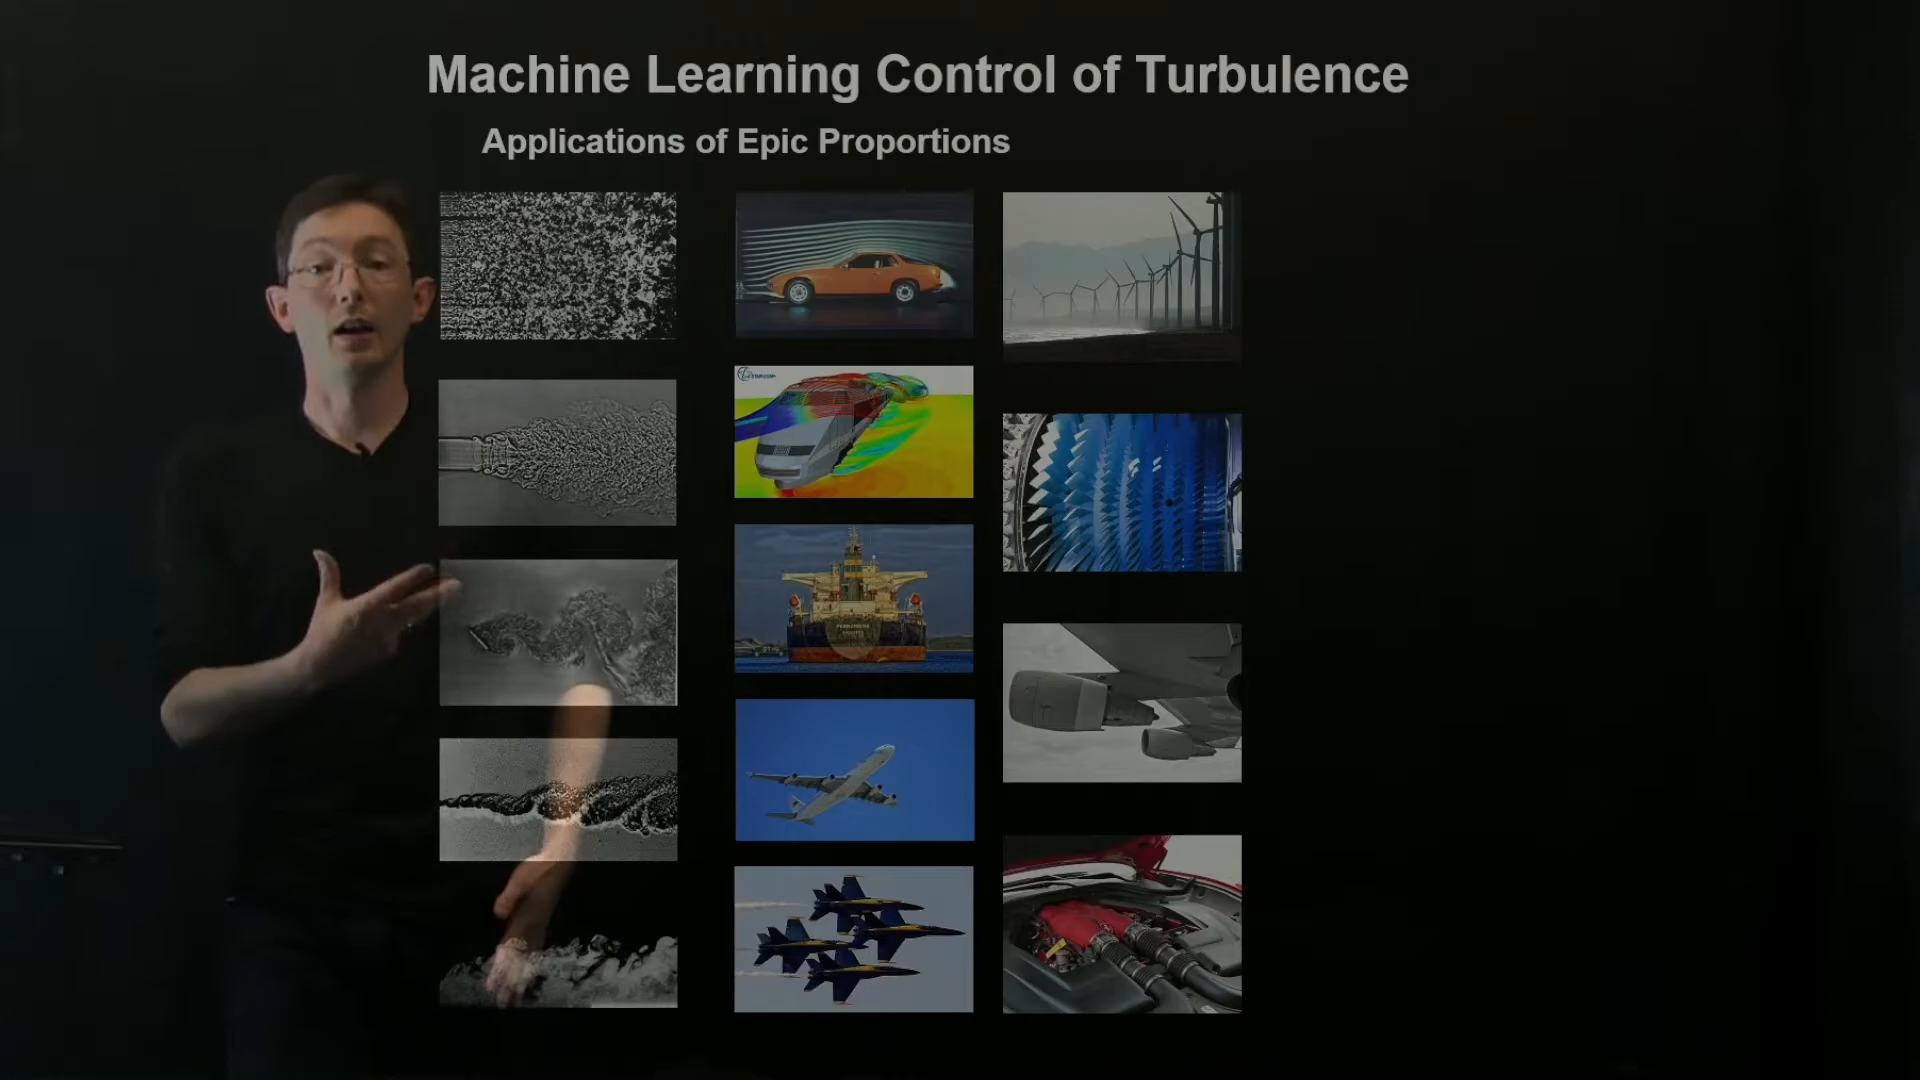 Machine Learning Control of Turbulence
Applications of Epic Proportions